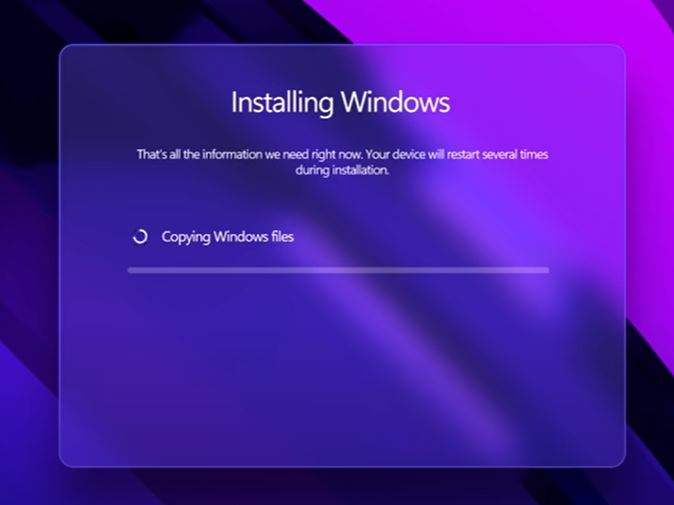 Installing Windows
That's all the information we need right now. Your device will restart several times
during installation.
Copying Windows files